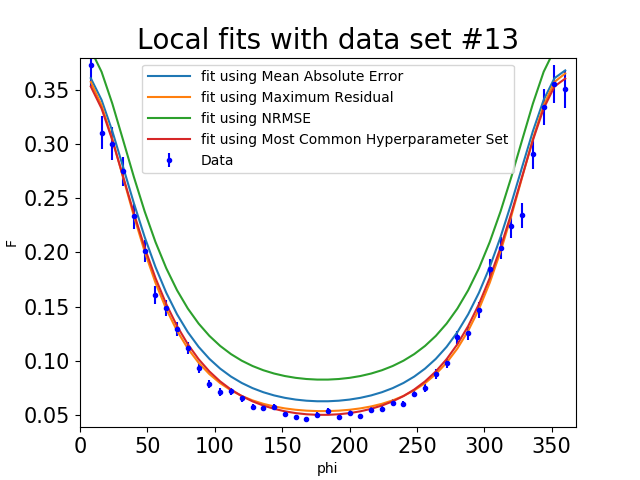 Local fits with data set #13
fit using Mean Absolute Error
fit using Maximum Residual
fit using NRMSE
fit using Most Common Hyperparameter Set
Data
0.35
0.30
0.25
0.20
0.15
0.10
0.05
F
0 50 100 150 200 250 300 350
phi